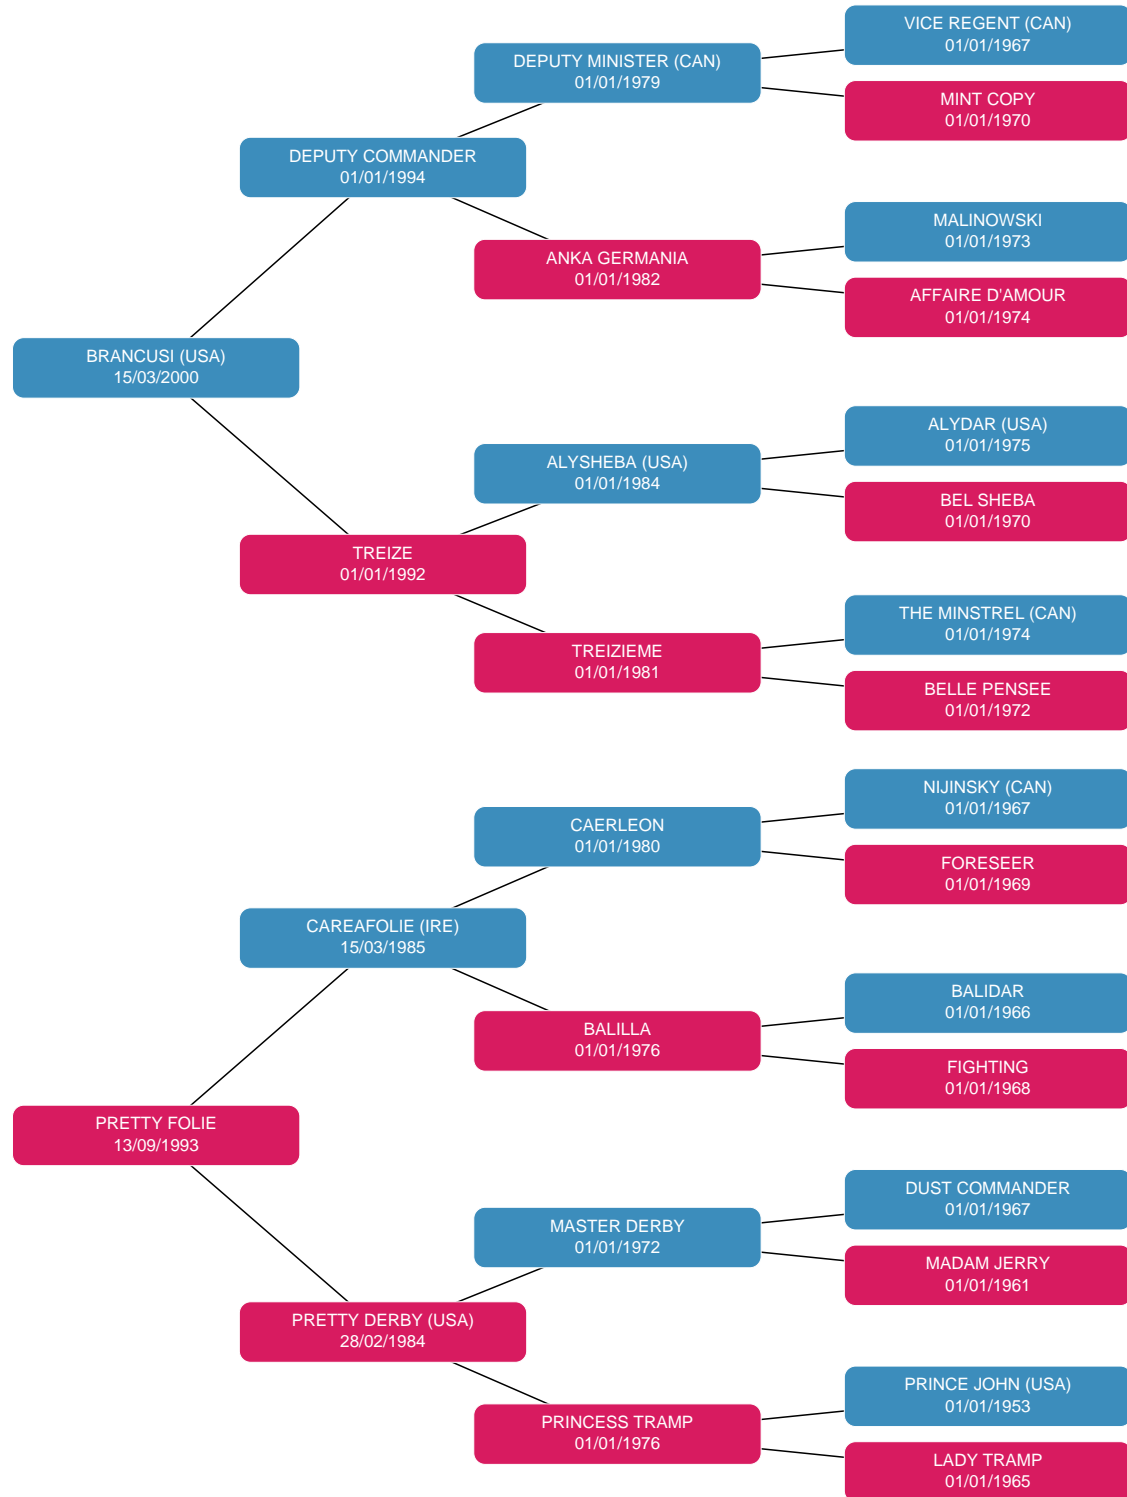 VICE REGENT (CAN)
01/01/1967
DEPUTY MINISTER (CAN)
01/01/1979
MINT COPY
01/01/1970
DEPUTY COMMANDER
01/01/1994
MALINOWSKI
01/01/1973
ANKA GERMANIA
01/01/1982
AFFAIRE D'AMOUR
01/01/1974
BRANCUSI (USA)
15/03/2000
ALYDAR (USA)
01/01/1975
ALYSHEBA (USA)
01/01/1984
BEL SHEBA
01/01/1970
TREIZE
01/01/1992
THE MINSTREL (CAN)
01/01/1974
TREIZIEME
01/01/1981
BELLE PENSEE
01/01/1972
NIJINSKY (CAN)
01/01/1967
CAERLEON
01/01/1980
FORESEER
01/01/1969
CAREAFOLIE (IRE)
15/03/1985
BALIDAR
01/01/1966
BALILLA
01/01/1976
FIGHTING
01/01/1968
PRETTY FOLIE
13/09/1993
DUST COMMANDER
01/01/1967
MASTER DERBY
01/01/1972
MADAM JERRY
01/01/1961
PRETTY DERBY (USA)
28/02/1984
PRINCE JOHN (USA)
01/01/1953
PRINCESS TRAMP
01/01/1976
LADY TRAMP
01/01/1965